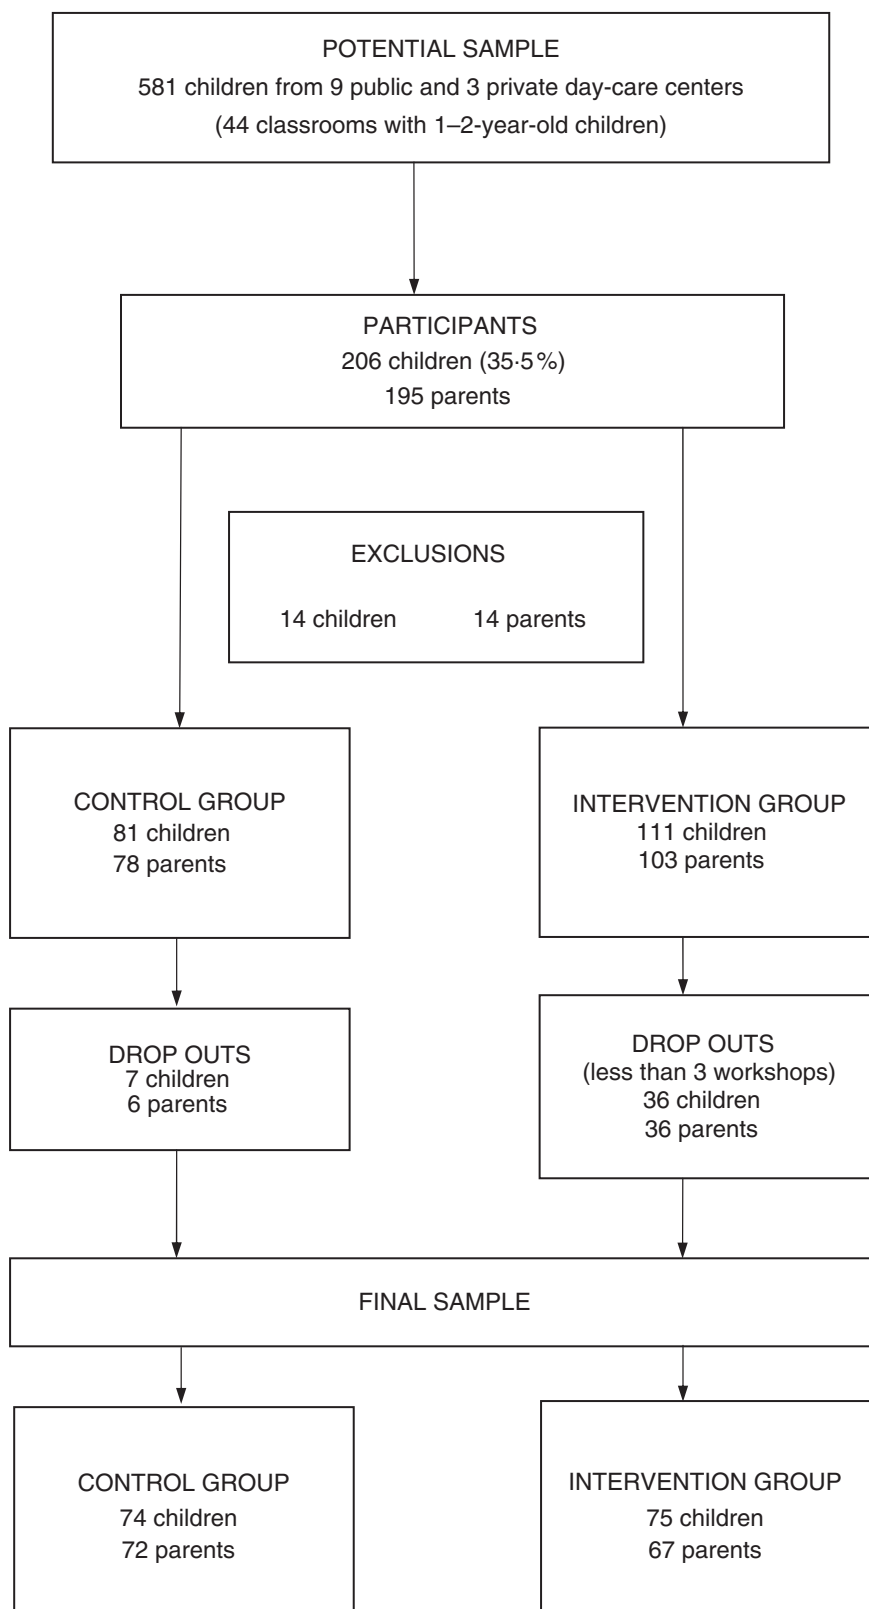 POTENTIAL SAMPLE
581 children from 9 public and 3 private day-care centers
(44 classrooms with 1–2-year-old children)
PARTICIPANTS
206 children (35·5 %)
195 parents
EXCLUSIONS
14 children 14 parents
CONTROL GROUP
81 children
78 parents
INTERVENTION GROUP
111 children
103 parents
DROP OUTS
7 children
6 parents
DROP OUTS
(less than 3 workshops)
36 children
36 parents
FINAL SAMPLE
CONTROL GROUP
74 children
72 parents
INTERVENTION GROUP
75 children
67 parents